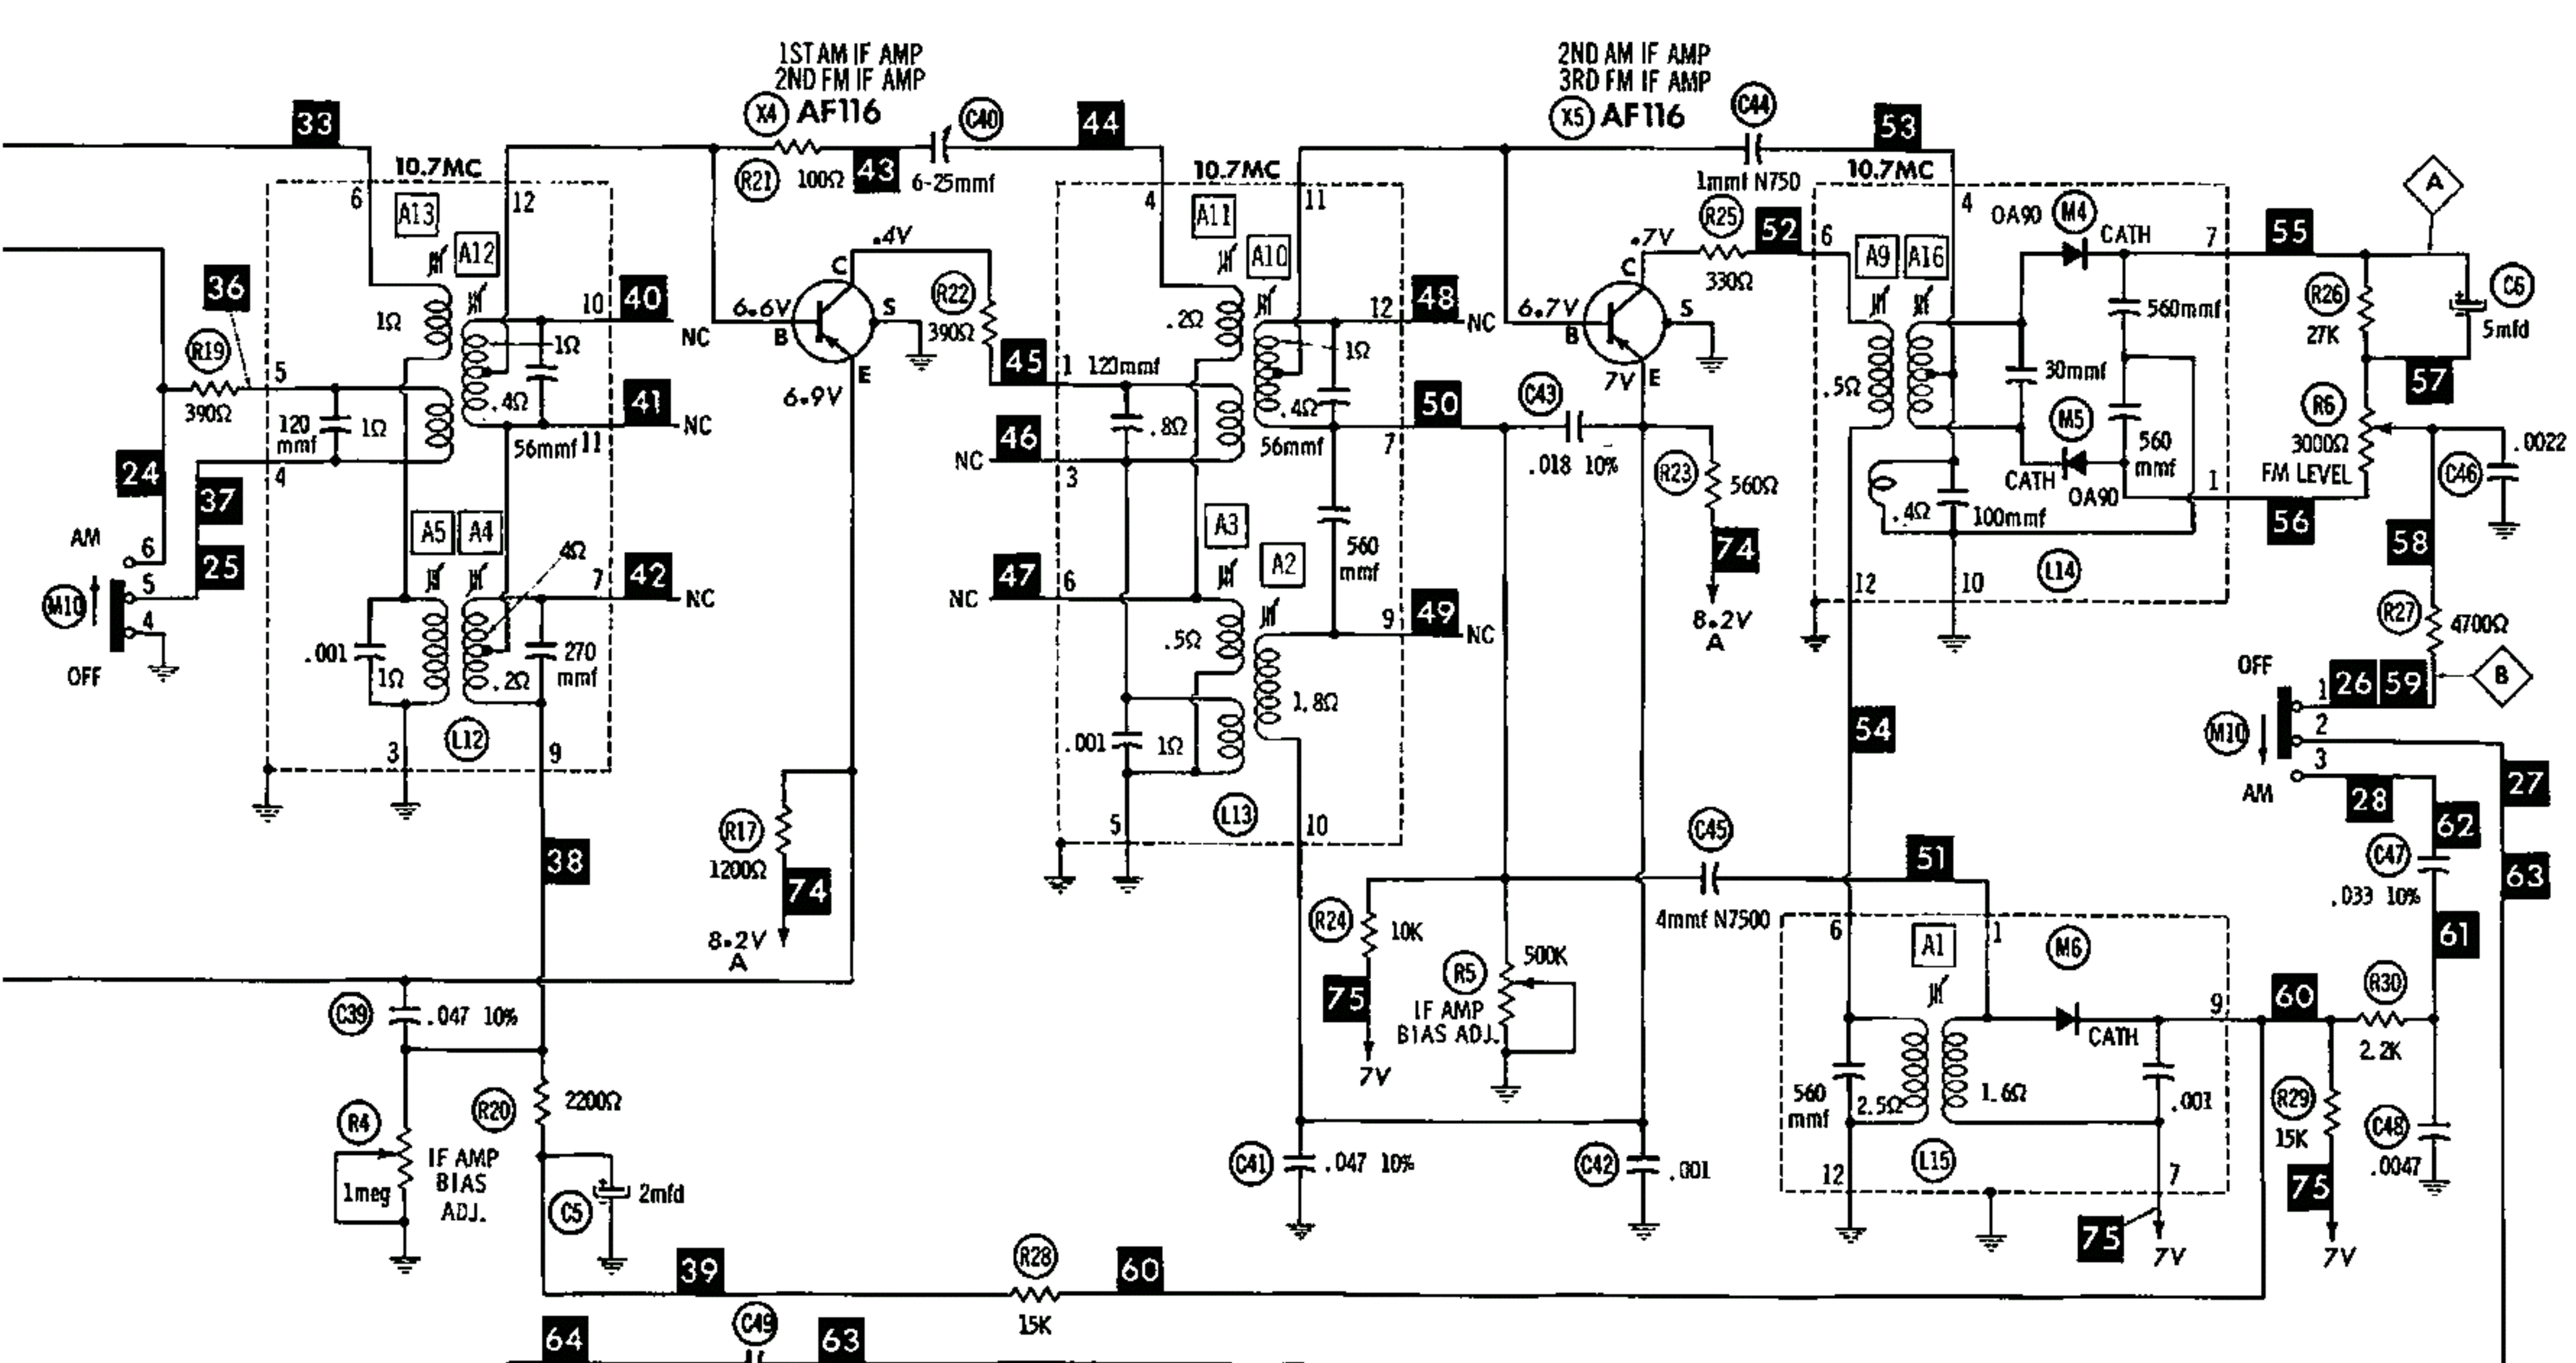 1ST AM IF AMP
2ND FM IF AMP
X4 AF116
2ND AM IF AMP
3RD FM IF AMP
X5 AF116
33
10.7MC
R21
100Ω
43
C40
6-25mmf
44
10.7MC
C44
1mmf N750
53
10.7MC
6
A13
A12
12
1Ω
10
40
NC
1Ω
.4Ω
41
NC
56mmf
11
36
R19
390Ω
5
120
mmf
1Ω
4
24
37
25
AM
6
5
4
M10
OFF
A5
A4
4Ω
7
42
NC
.001
1Ω
.2Ω
270
mmf
3
L12
9
38
6.6V
B
C
.4V
S
E
6.9V
R22
390Ω
45
R17
1200Ω
74
8.2V
A
4
A11
A10
11
.2Ω
12
48
NC
1Ω
1
120mmf
.8Ω
.4Ω
56mmf
50
7
46
NC
3
A3
A2
560
mmf
47
NC
6
.5Ω
9
49
NC
1.8Ω
.001
1Ω
5
L13
10
6.7V
B
C
.7V
S
E
7V
R25
330Ω
52
6
C43
.018 10%
R23
560Ω
74
8.2V
A
A9
A16
4
OA90
M4
CATH
7
55
A
560mmf
.5Ω
30mmf
M5
560
mmf
CATH
OA90
1
56
.4Ω
100mmf
L14
12
10
R26
27K
C6
5mfd
57
R6
3000Ω
FM LEVEL
C46
.0022
58
R27
4700Ω
B
OFF
26
59
1
2
3
M10
AM
28
27
62
63
C47
.033 10%
61
54
C45
4mmf N7500
51
R24
10K
75
7V
R5
500K
IF AMP
BIAS ADJ.
6
A1
1
M6
CATH
9
60
R30
2.2K
560
mmf
2.5Ω
1.6Ω
.001
L15
12
7
75
7V
R29
15K
75
7V
C48
.0047
C39
.047 10%
R20
2200Ω
R4
1meg
IF AMP
BIAS
ADJ.
C5
2mfd
C41
.047 10%
C42
.001
39
R28
15K
60
64
C49
63